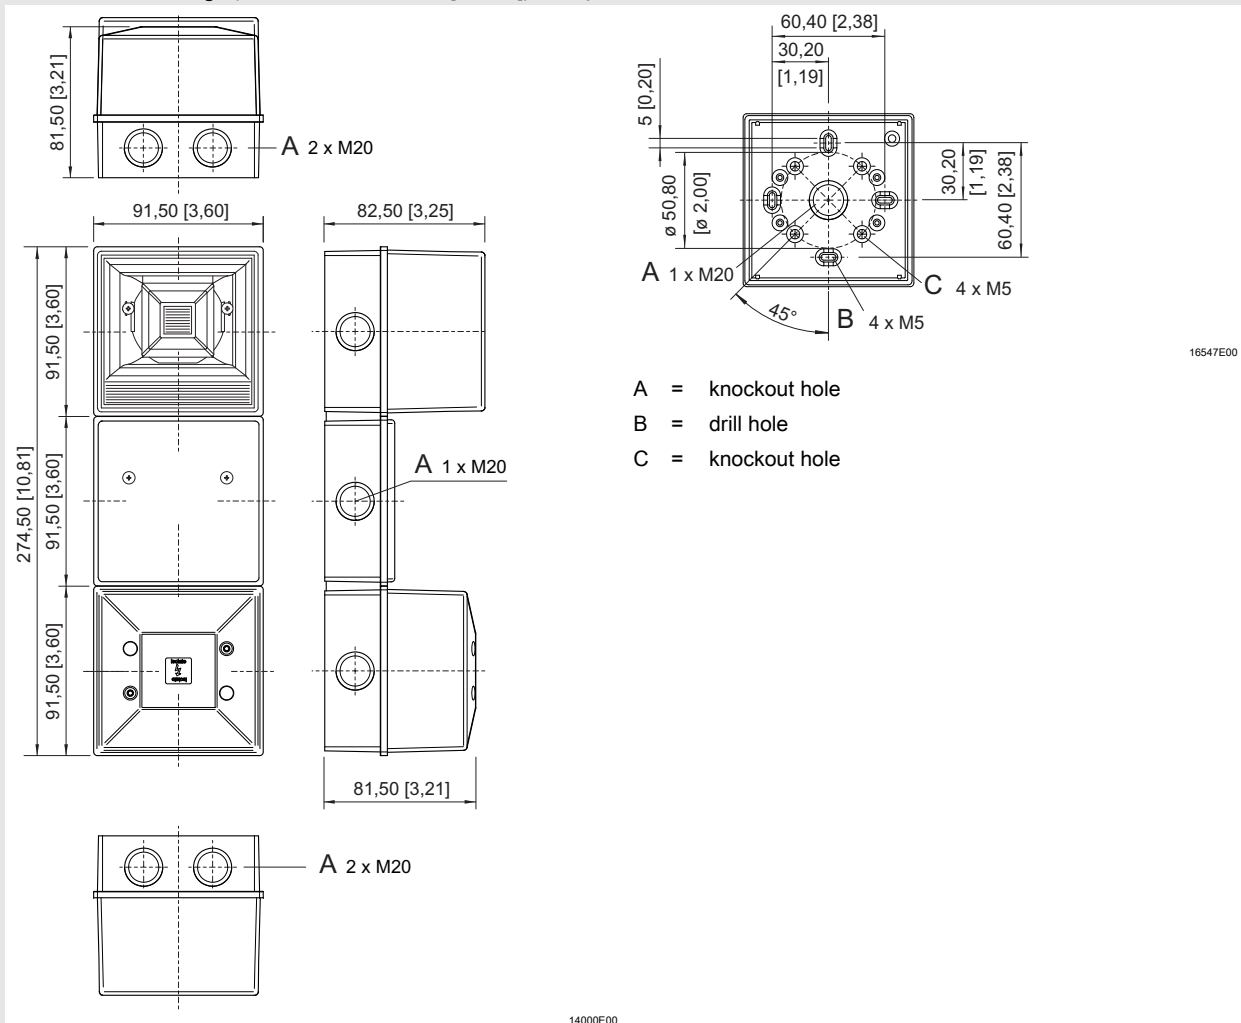 81,50 [3,21]
A 2 x M20
91,50 [3,60]
82,50 [3,25]
274,50 [10,81]
91,50 [3,60]
91,50 [3,60]
91,50 [3,60]
A 1 x M20
81,50 [3,21]
A 2 x M20
14000E00
60,40 [2,38]
30,20
[1,19]
5 [0,20]
ø 50,80
[ø 2,00]
30,20
[1,19]
60,40 [2,38]
A 1 x M20
45°
B 4 x M5
C 4 x M5
16547E00
A = knockout hole
B = drill hole
C = knockout hole